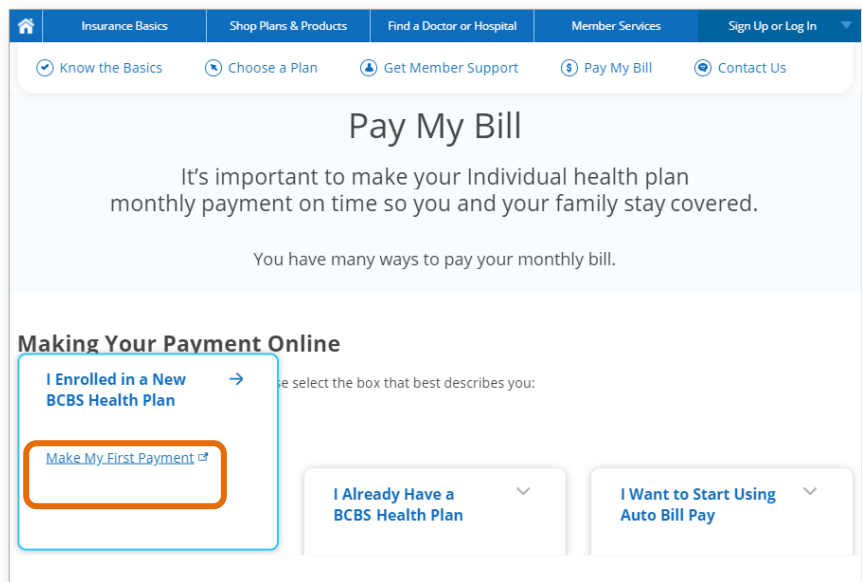 Insurance Basics Shop Plans & Products Find a Doctor or Hospital Member Services Sign Up or Log In
Know the Basics Choose a Plan Get Member Support Pay My Bill Contact Us
Pay My Bill
It's important to make your Individual health plan
monthly payment on time so you and your family stay covered.
You have many ways to pay your monthly bill.
Making Your Payment Online
select the box that best describes you:
I Enrolled in a New
BCBS Health Plan
Make My First Payment
I Already Have a
BCBS Health Plan
I Want to Start Using
Auto Bill Pay